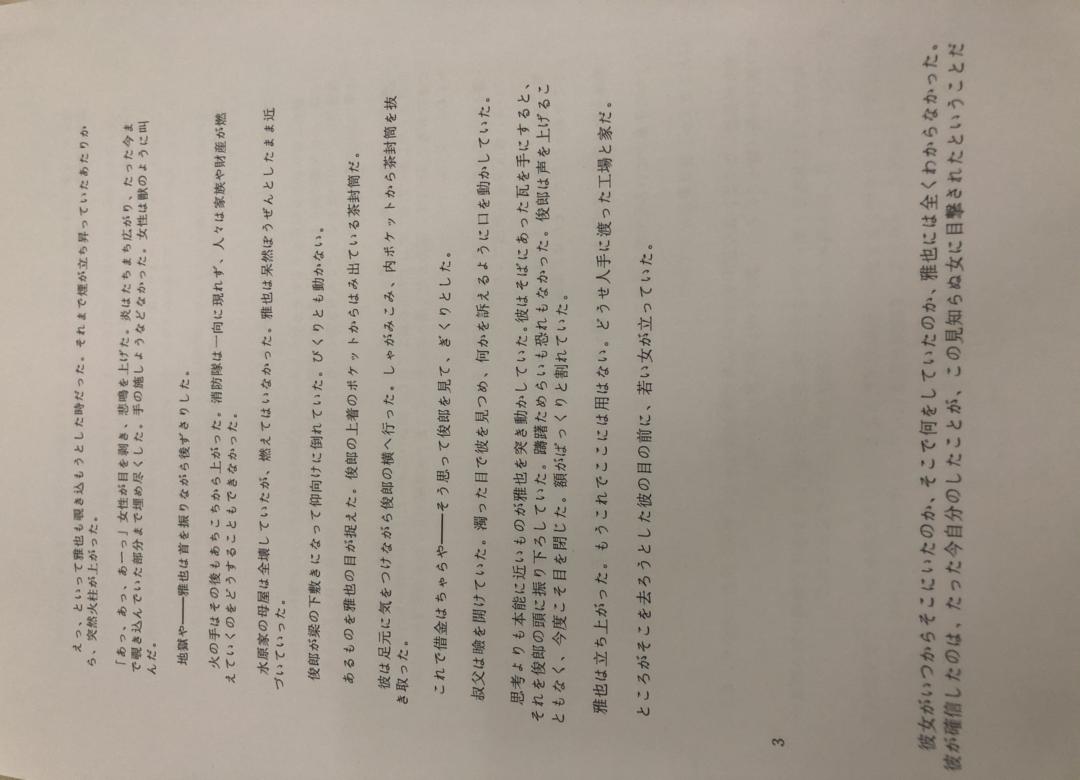 えっ、といって雅也も覗き込もうとした時だった。それまで煙が立ち昇っていたあたりか
ら、突然火柱が上がった。
「あっ、あっ、あーっ」女性が目を剥き、悲鳴を上げた。炎はたちまち広がり、たった今ま
で覗き込んでいた部分まで埋め尽くした。手の施しようなどなかった。女性は獣のように叫
んだ。
地獄や――雅也は首を振りながら後ずさりした。
火の手はその後もあちこちから上がった。消防隊は一向に現れず、人々は家族や財産が燃
えていくのをどうすることもできなかった。
水原家の母屋は全壊していたが、燃えてはいなかった。雅也は呆然ぼうぜんとしたまま近
づいていった。
俊郎が梁の下敷きになって仰向けに倒れていた。ぴくりとも動かない。
あるものを雅也の目が捉えた。俊郎の上着のポケットからはみ出ている茶封筒だ。
彼は足元に気をつけながら俊郎の横へ行った。しゃがみこみ、内ポケットから茶封筒を抜
き取った。
これで借金はちゃらや――そう思って俊郎を見て、ぎくりとした。
叔父は瞼を開けていた。濁った目で彼を見つめ、何かを訴えるように口を動かしていた。
思考よりも本能に近いものが雅也を突き動かしていた。彼はそばにあった瓦を手にすると、
それを俊郎の頭に振り下ろしていた。躊躇ためらいも恐れもなかった。俊郎は声を上げるこ
ともなく、今度こそ目を閉じた。額がぱっくりと割れていた。
雅也は立ち上がった。もうこれでここには用はない。どうせ人手に渡った工場と家だ。
ところがそこを去ろうとした彼の目の前に、若い女が立っていた。
3
彼女がいつからそこにいたのか、そこで何をしていたのか、雅也には全くわからなかった。
彼が確信したのは、たった今自分のしたことが、この見知らぬ女に目撃されたということだ